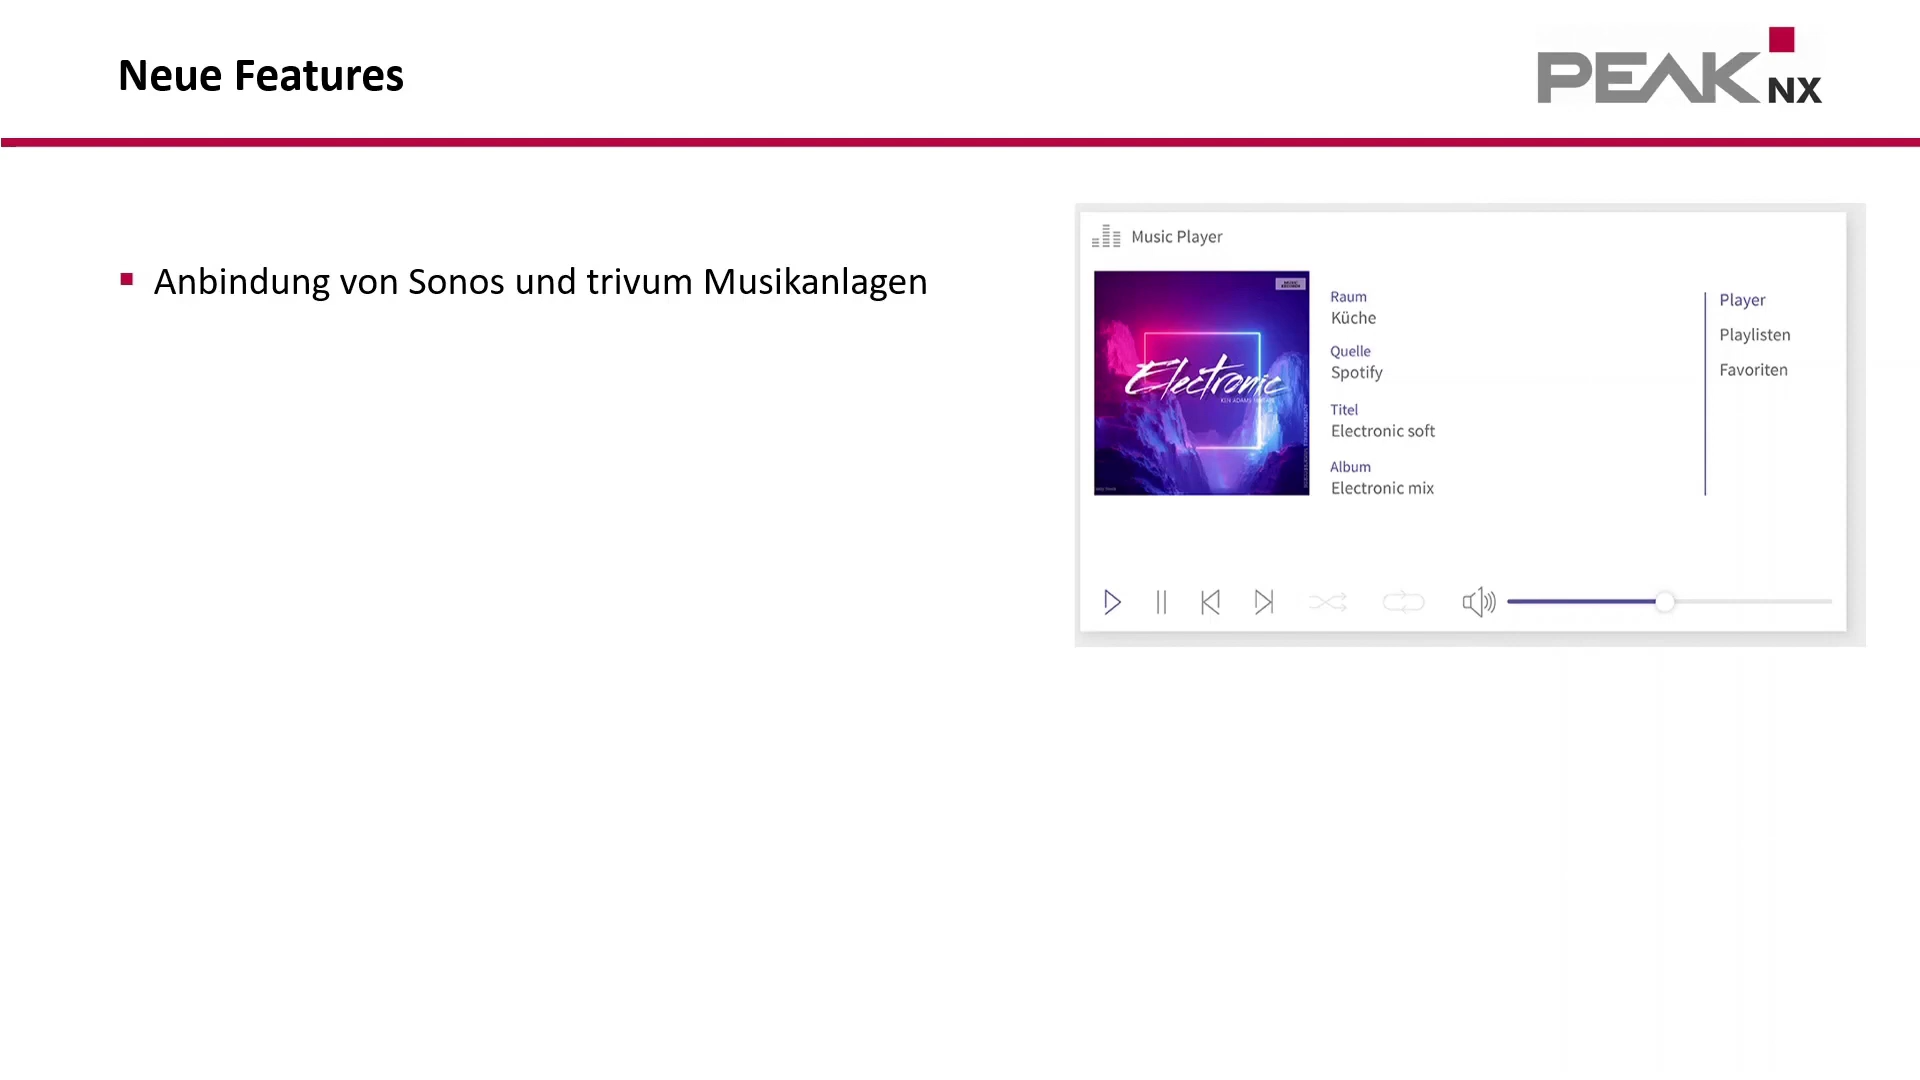 Neue Features
PEAK NX
Anbindung von Sonos und trivum Musikanlagen
Music Player
Electronic
Raum
Küche
Quelle
Spotify
Titel
Electronic soft
Album
Electronic mix
Player
Playlisten
Favoriten